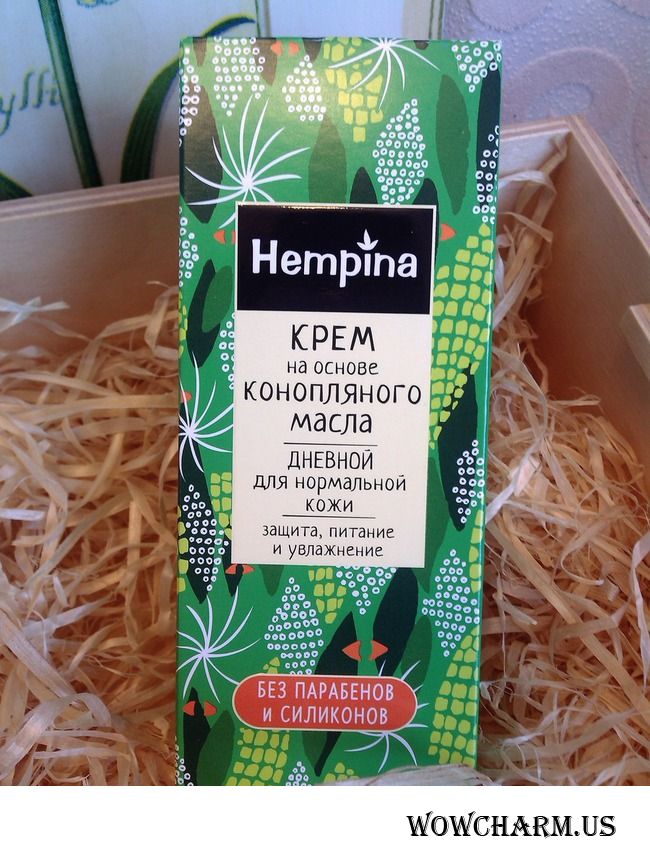 Hempina
КРЕМ
на основе
конопляного
масла
ДНЕВНОЙ
для нормальной
кожи
защита, питание
и увлажнение
БЕЗ ПАРАБЕНОВ
И СИЛИКОНОВ
WOWCHARM.US